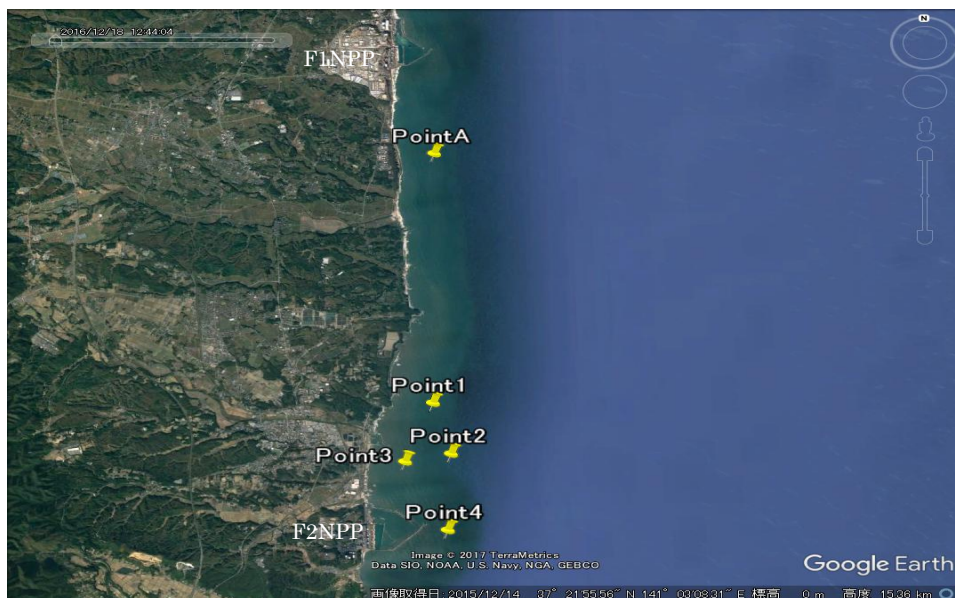 2016/12/18 12:44:04
N
F1NPP
PointA
Point1
Point2
Point3
Point4
F2NPP
Image © 2017 TerraMetrics
Data SIO, NOAA, U.S. Navy, NGA, GEBCO
Google Earth
画像取得日: 2015/12/14 37° 21'55.56" N 141° 03'08.31" E 標高 0 m 高度 15.36 km